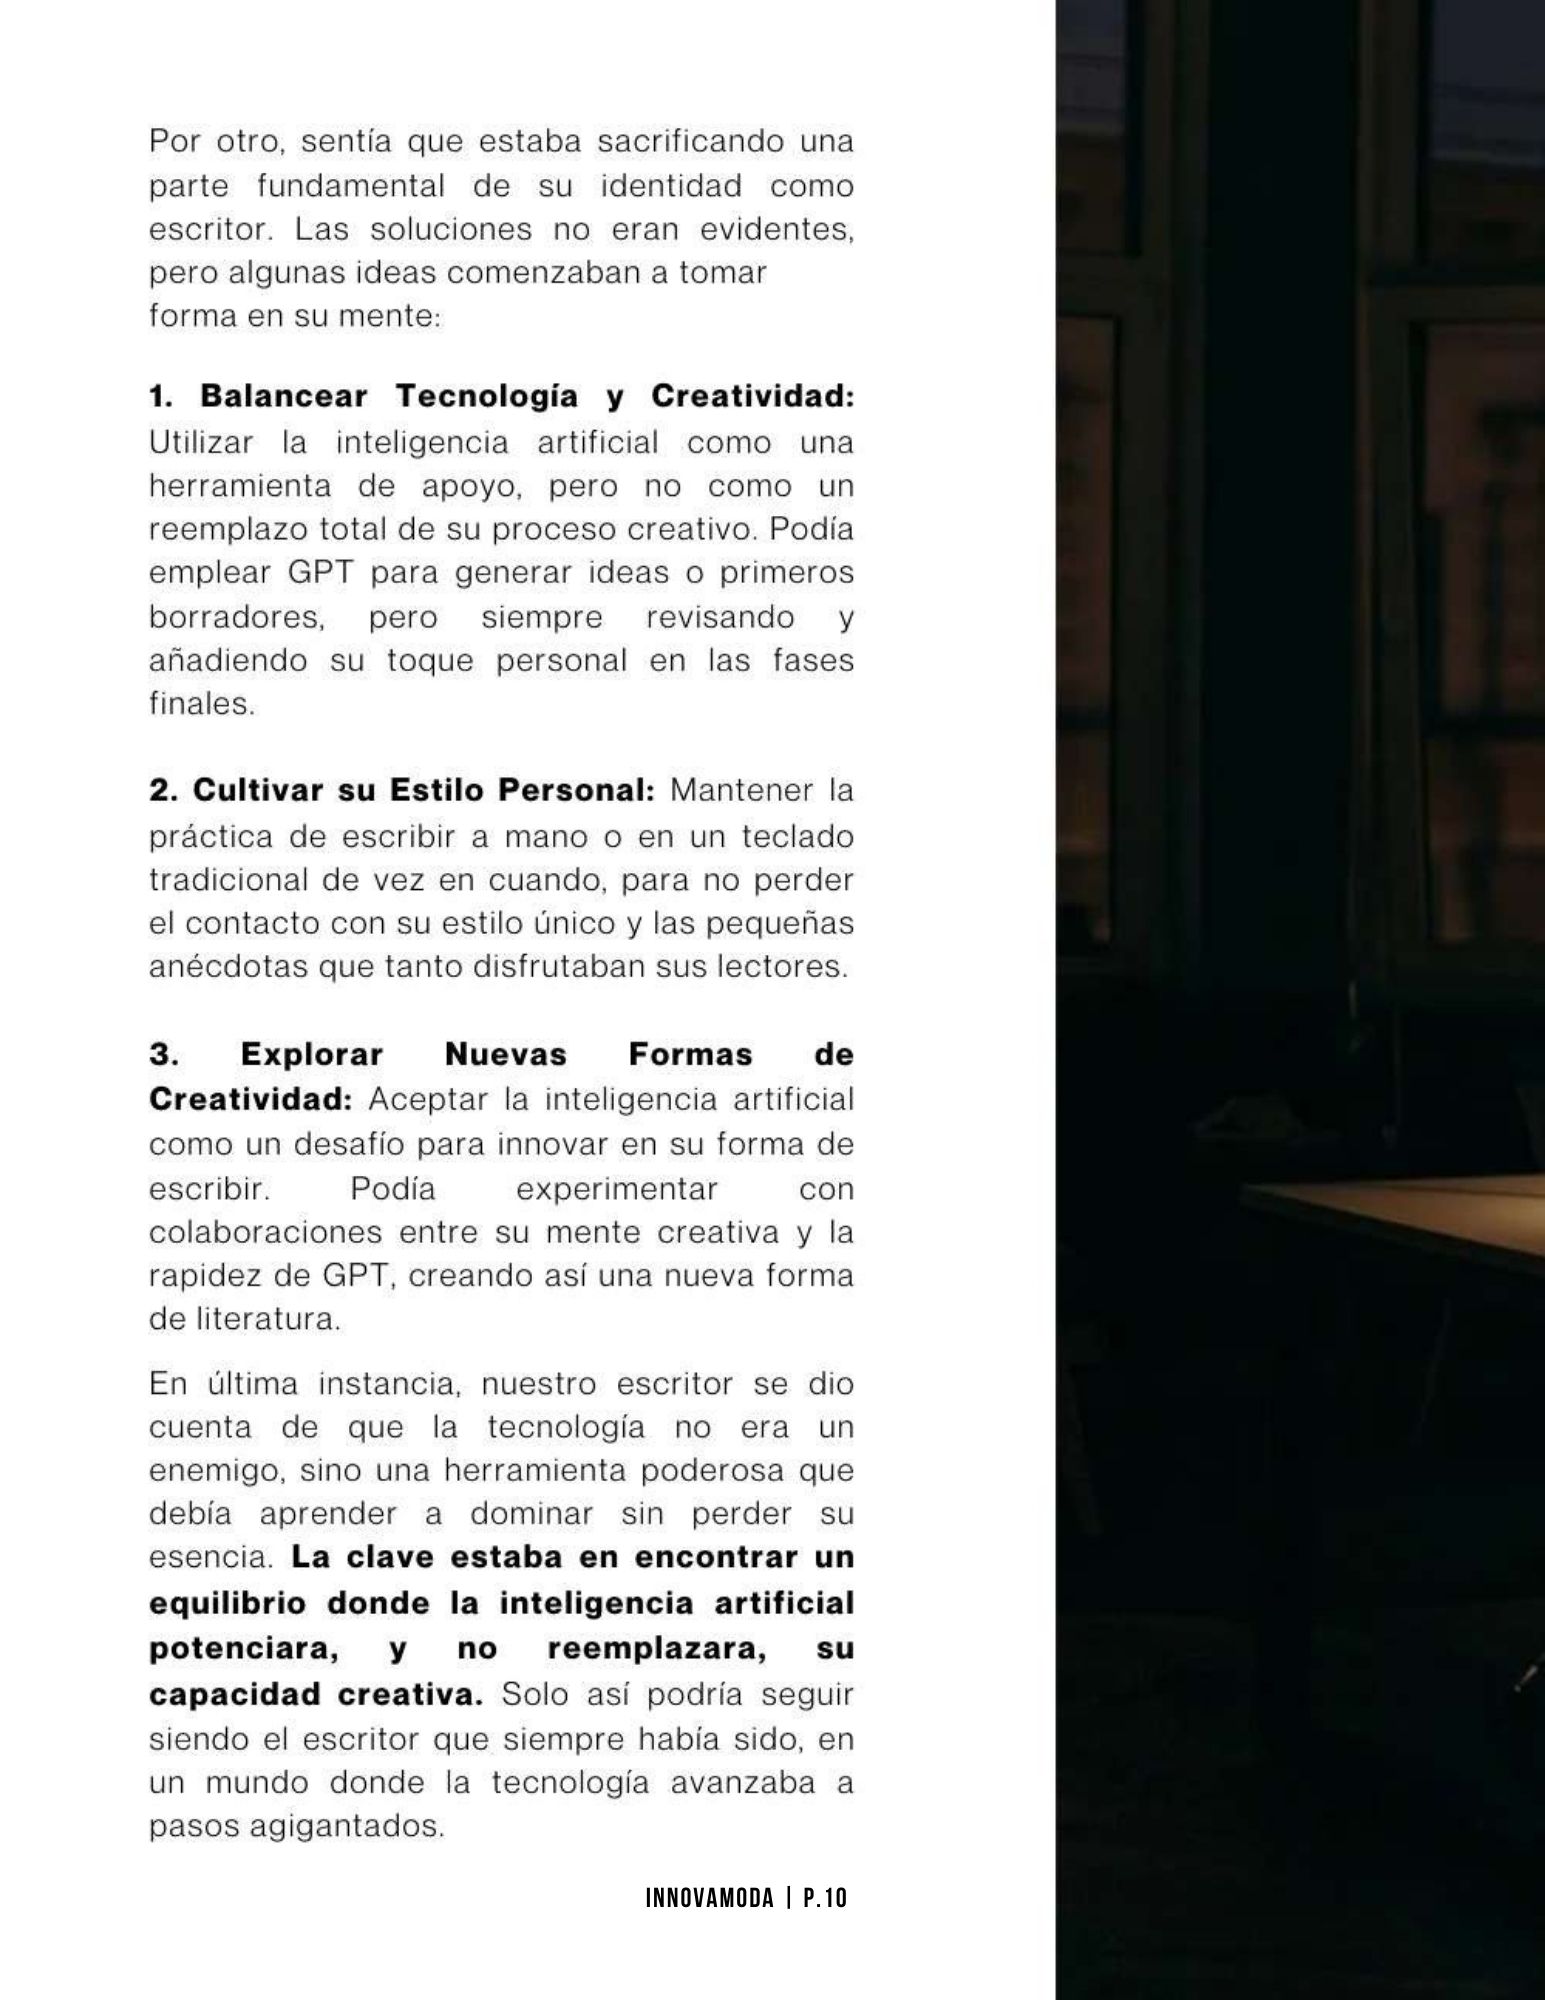 Por otro, sentía que estaba sacrificando una
parte fundamental de su identidad como
escritor. Las soluciones no eran evidentes,
pero algunas ideas comenzaban a tomar
forma en su mente:
1. Balancear Tecnología y Creatividad:
Utilizar la inteligencia artificial como una
herramienta de apoyo, pero no como un
reemplazo total de su proceso creativo. Podía
emplear GPT para generar ideas o primeros
borradores, pero siempre revisando y
añadiendo su toque personal en las fases
finales.
2. Cultivar su Estilo Personal: Mantener la
práctica de escribir a mano o en un teclado
tradicional de vez en cuando, para no perder
el contacto con su estilo único y las pequeñas
anécdotas que tanto disfrutaban sus lectores.
3. Explorar Nuevas Formas de
Creatividad: Aceptar la inteligencia artificial
como un desafío para innovar en su forma de
escribir. Podía experimentar con
colaboraciones entre su mente creativa y la
rapidez de GPT, creando así una nueva forma
de literatura.
En última instancia, nuestro escritor se dio
cuenta de que la tecnología no era un
enemigo, sino una herramienta poderosa que
debía aprender a dominar sin perder su
esencia. La clave estaba en encontrar un
equilibrio donde la inteligencia artificial
potenciara, y no reemplazara, su
capacidad creativa. Solo así podría seguir
siendo el escritor que siempre había sido, en
un mundo donde la tecnología avanzaba a
pasos agigantados.
INNOVAMODA | P.10